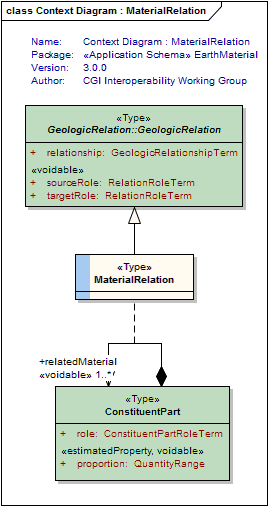 class Context Diagram : MaterialRelation
Name: Context Diagram : MaterialRelation
Package: «Application Schema» EarthMaterial
Version: 3.0.0
Author: CGI Interoperability Working Group
«Type»
GeologicRelation::GeologicRelation
+ relationship: GeologicRelationshipTerm
«voidable»
+ sourceRole: RelationRoleTerm
+ targetRole: RelationRoleTerm
«Type»
MaterialRelation
+relatedMaterial
«voidable» 1..*
«Type»
ConstituentPart
+ role: ConstituentPartRoleTerm
«estimatedProperty, voidable»
+ proportion: QuantityRange